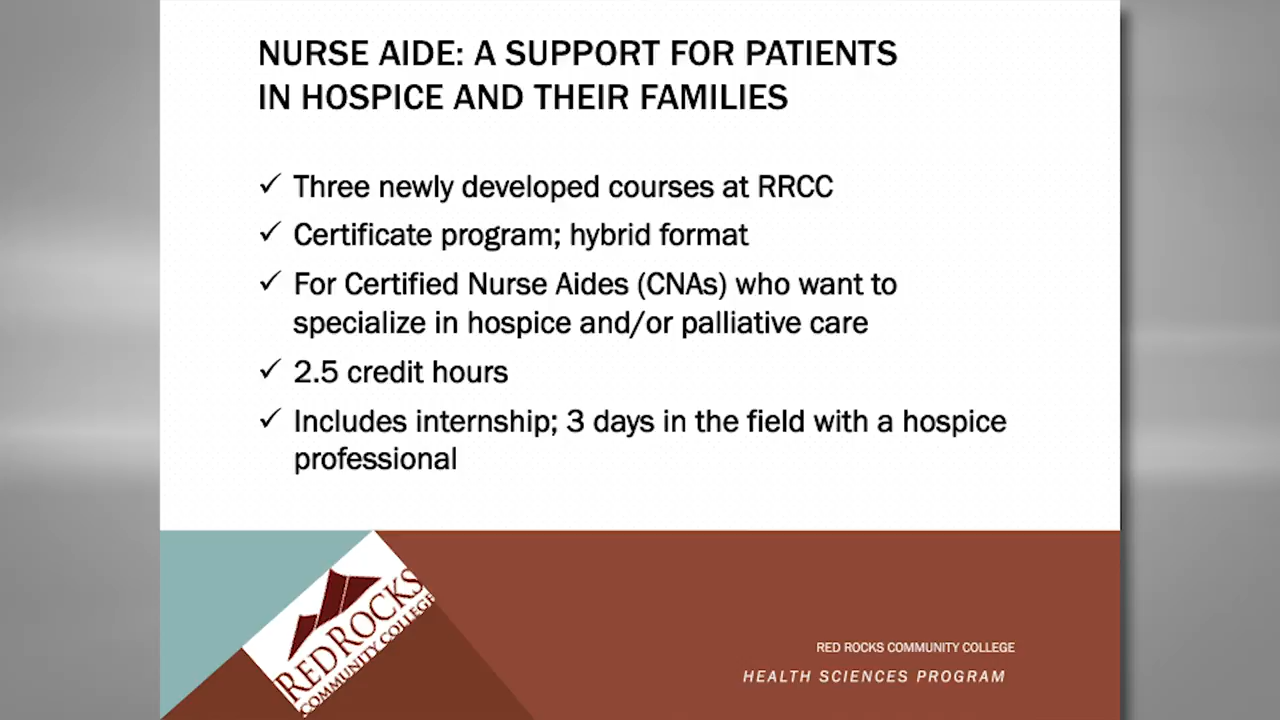 NURSE AIDE: A SUPPORT FOR PATIENTS
IN HOSPICE AND THEIR FAMILIES
✓ Three newly developed courses at RRCC
✓ Certificate program; hybrid format
✓ For Certified Nurse Aides (CNAs) who want to
specialize in hospice and/or palliative care
✓ 2.5 credit hours
✓ Includes internship; 3 days in the field with a hospice
professional
RED ROCKS
COMMUNITY COLLEGE
RED ROCKS COMMUNITY COLLEGE
HEALTH SCIENCES PROGRAM